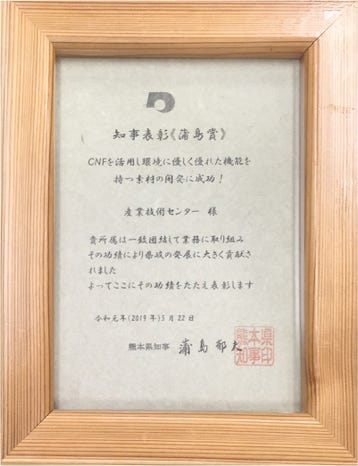 知事表彰《蒲島賞》
CNFを活用し環境に優しく優れた機能を
持つ素材の開発に成功!
産業技術センター 様
貴所属は一致団結して業務に取り組み
その功績により県政の発展に大きく貢献さ
れました
よってここにその功績をたたえ表彰します
令和元年(2019年)5月22日
熊本県知事 蒲島郁夫
熊本県
知事印